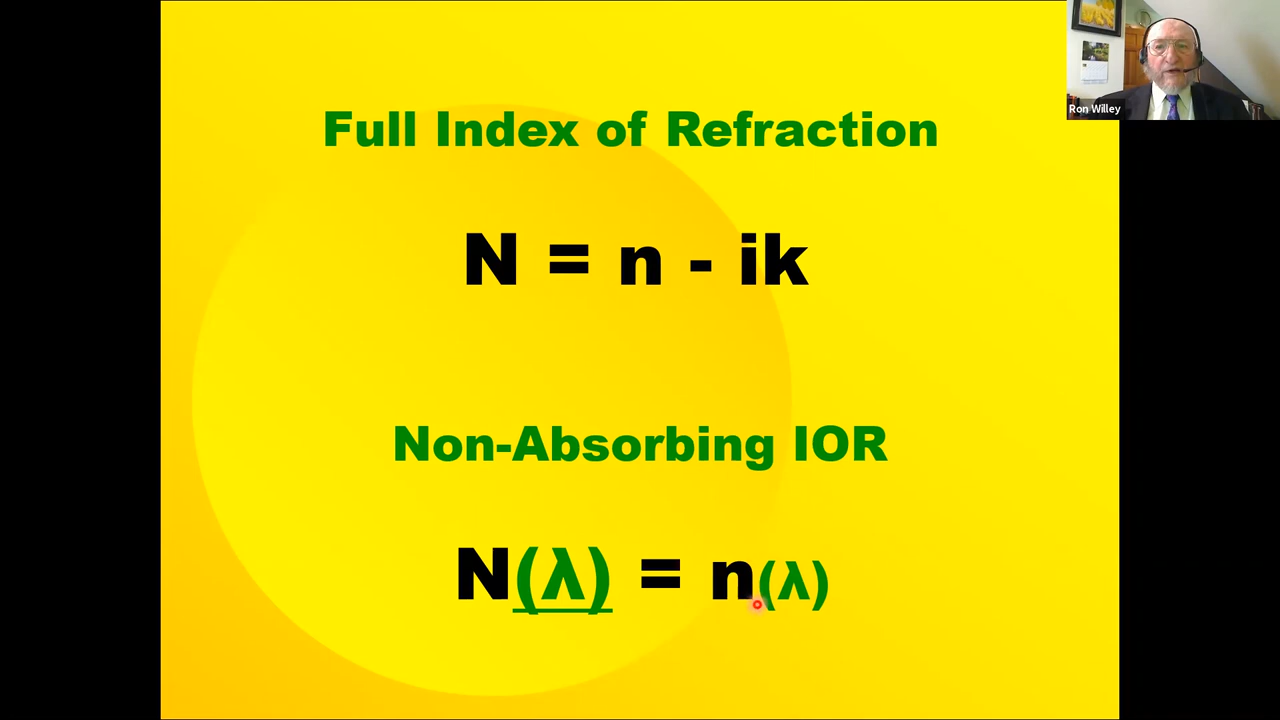 Full Index of Refraction
Ron Willey
N = n - ik
Non-Absorbing IOR
N(λ) = n(λ)